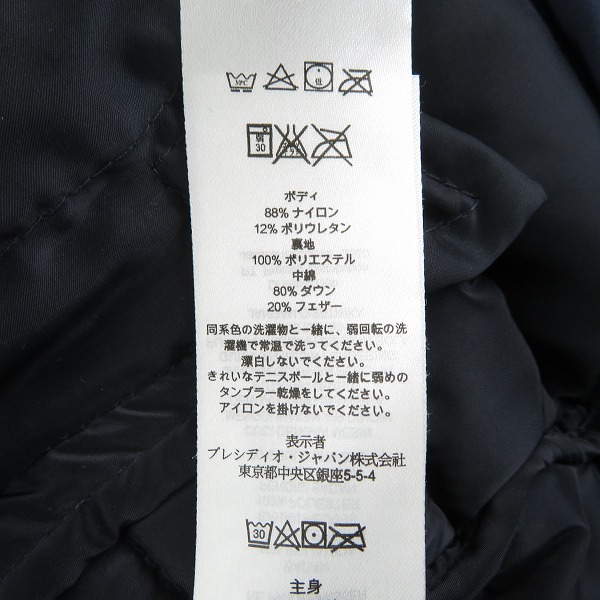 30℃
低
弱
30
ボディ
88% ナイロン
12% ポリウレタン
裏地
100% ポリエステル
中綿
80% ダウン
20% フェザー
同系色の洗濯物と一緒に、弱回転の洗
濯機で常温で洗ってください。
漂白しないでください。
きれいなテニスボールと一緒に弱めの
タンブラー乾燥をしてください。
アイロンを掛けないでください。
表示者
プレシディオ・ジャパン株式会社
東京都中央区銀座5-5-4
30
主身